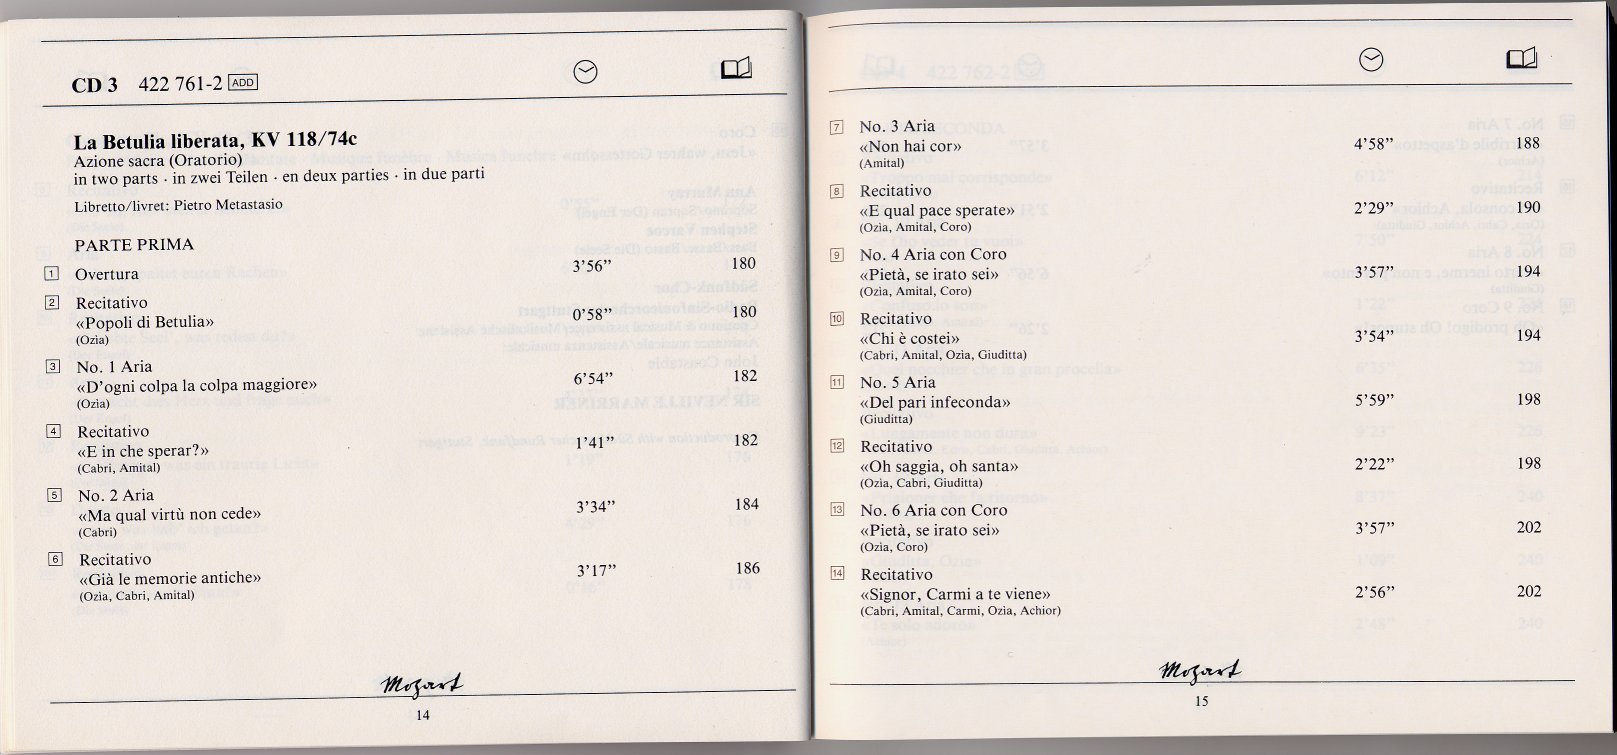 CD 3 422 761-2 ADD
La Betulia liberata, KV 118/74c
Azione sacra (Oratorio)
in two parts · in zwei Teilen · en deux parties · in due parti
Libretto/livret: Pietro Metastasio
PARTE PRIMA
1 Overtura 3’56” 180
2 Recitativo
«Popoli di Betulia» 0’58” 180
(Ozìa)
3 No. 1 Aria
«D’ogni colpa la colpa maggiore» 6’54” 182
(Ozìa)
4 Recitativo
«E in che sperar?» 1’41” 182
(Cabri, Amital)
5 No. 2 Aria
«Ma qual virtù non cede» 3’34” 184
(Cabri)
6 Recitativo
«Già le memorie antiche» 3’17” 186
(Ozìa, Cabri, Amital)
Mozart
14
7 No. 3 Aria
«Non hai cor» 4’58” 188
(Amital)
8 Recitativo
«E qual pace sperate» 2’29” 190
(Ozìa, Amital, Coro)
9 No. 4 Aria con Coro
«Pietà, se irato sei» 3’57” 194
(Ozìa, Amital, Coro)
10 Recitativo
«Chi è costei» 3’54” 194
(Cabri, Amital, Ozìa, Giuditta)
11 No. 5 Aria
«Del pari infeconda» 5’59” 198
(Giuditta)
12 Recitativo
«Oh saggia, oh santa» 2’22” 198
(Ozìa, Cabri, Giuditta)
13 No. 6 Aria con Coro
«Pietà, se irato sei» 3’57” 202
(Ozìa, Coro)
14 Recitativo
«Signor, Carmi a te viene» 2’56” 202
(Cabri, Amital, Carmi, Ozìa, Achior)
Mozart
15